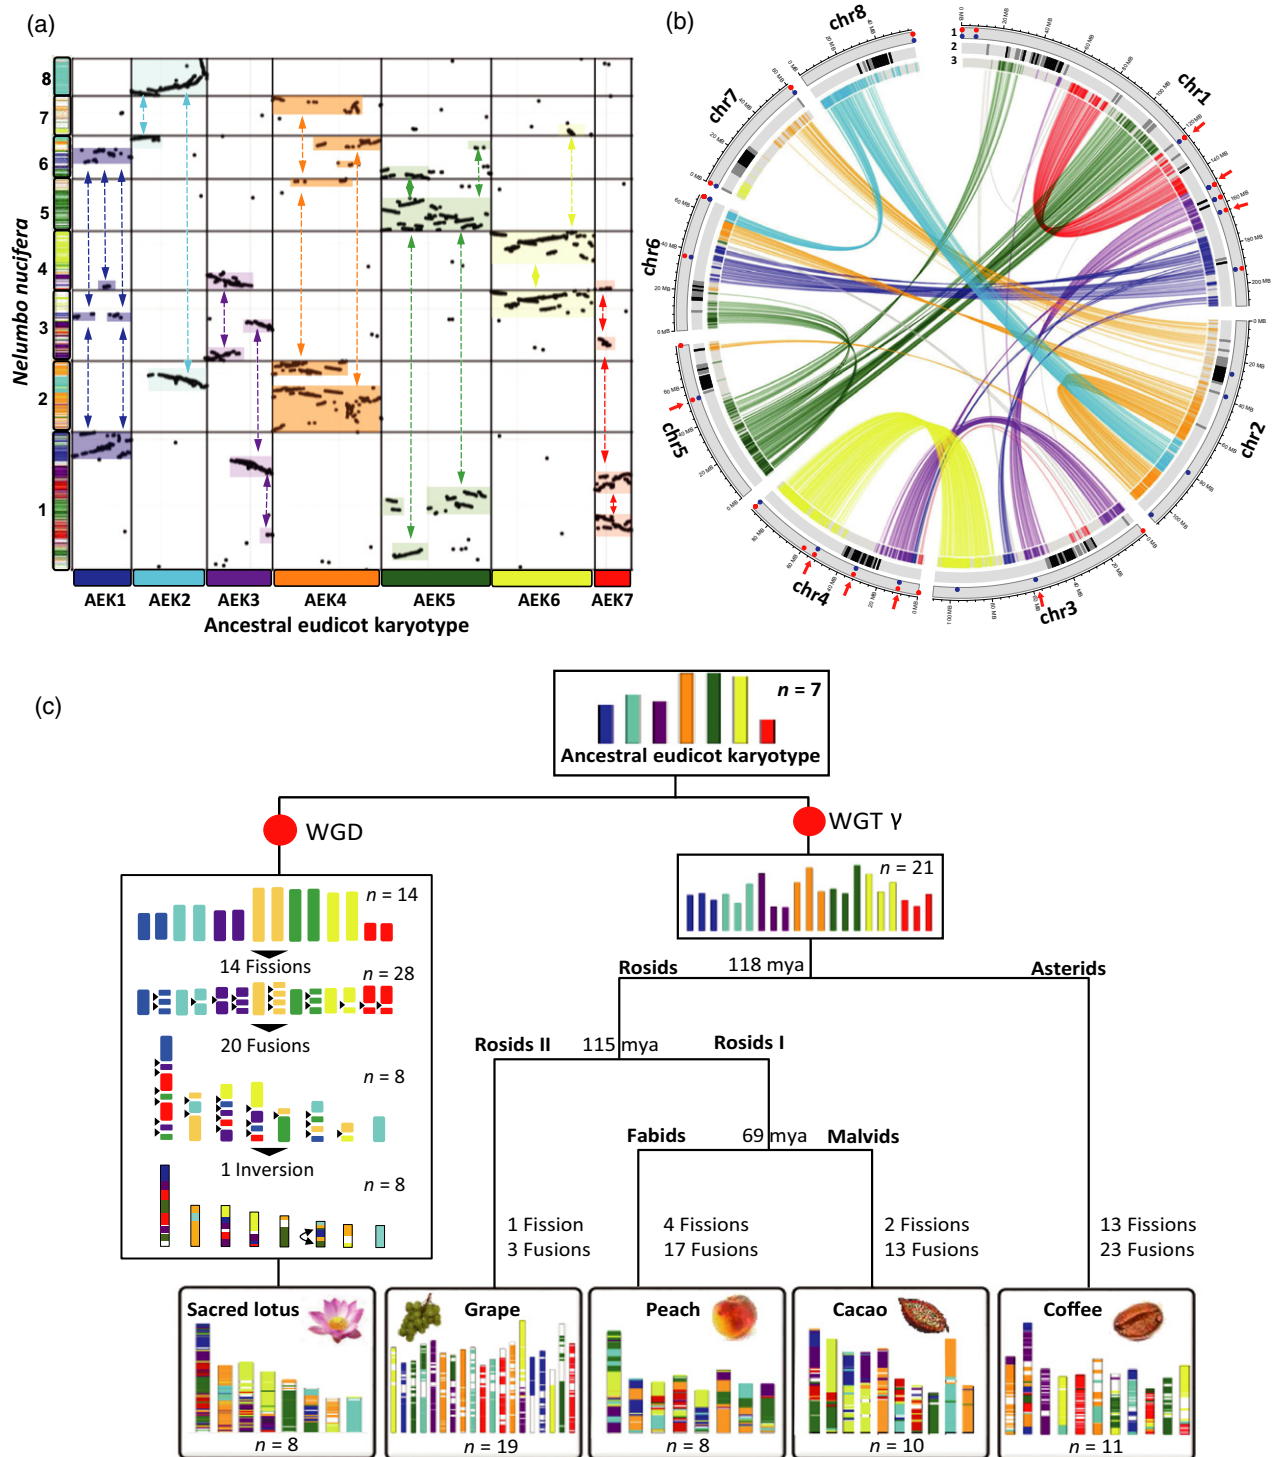 (a)
8
7
6
5
4
3
2
1
Nelumbo nucifera
AEK1 AEK2 AEK3 AEK4 AEK5 AEK6 AEK7
Ancestral eudicot karyotype
(b)
1
2
3
chr1
chr2
chr3
chr4
chr5
chr6
chr7
chr8
(c)
n = 7
Ancestral eudicot karyotype
WGD
WGT γ
n = 14
14 Fissions
n = 28
20 Fusions
n = 8
1 Inversion
n = 8
n = 21
Rosids 118 mya Asterids
Rosids II 115 mya Rosids I
Fabids 69 mya Malvids
1 Fission
3 Fusions
4 Fissions
17 Fusions
2 Fissions
13 Fusions
13 Fissions
23 Fusions
Sacred lotus
n = 8
Grape
n = 19
Peach
n = 8
Cacao
n = 10
Coffee
n = 11